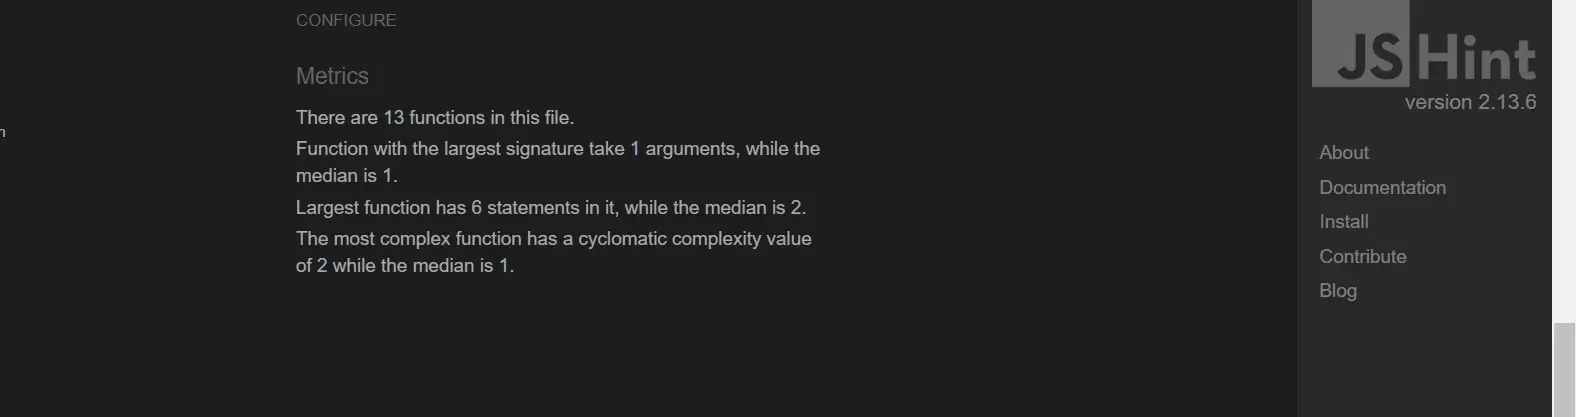 CONFIGURE
Metrics
There are 13 functions in this file.
Function with the largest signature take 1 arguments, while the
median is 1.
Largest function has 6 statements in it, while the median is 2.
The most complex function has a cyclomatic complexity value
of 2 while the median is 1.
JSHint
version 2.13.6
About
Documentation
Install
Contribute
Blog